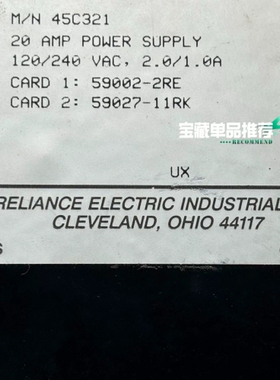 M/N 45C321
20 AMP POWER SUPPLY
120/240 VAC, 2.0/1.0A
CARD 1: 59002-2RE
CARD 2: 59027-11RK
宝藏单品推荐
RECOMMEND
UX
RELIANCE ELECTRIC INDUSTRIAL
CLEVELAND, OHIO 44117
S